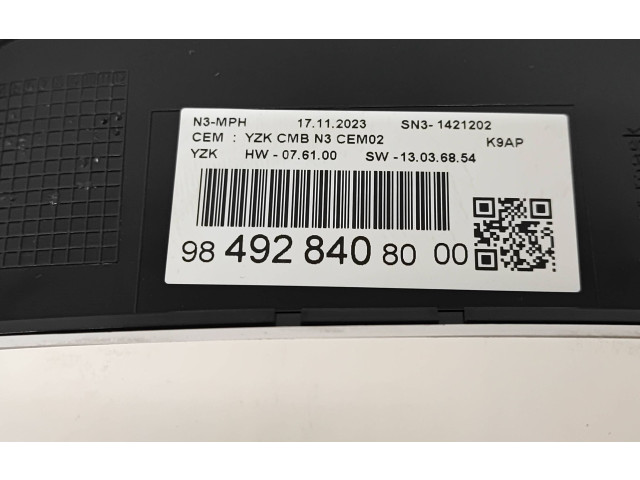 N3-MPH 17.11.2023 SN3- 1421202
CEM : YZK CMB N3 CEM02 K9AP
YZK HW - 07.61.00 SW -13.03.68.54
98 492 840 80 00